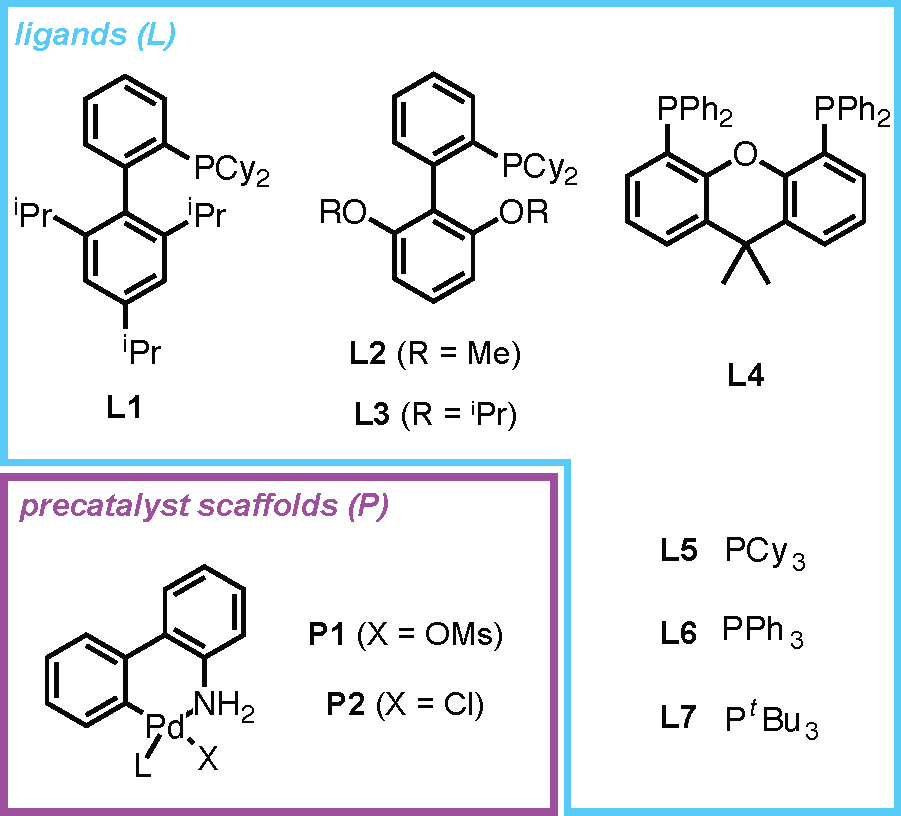 ligands (L)
PCy2
iPr
iPr
iPr
L1
PCy2
RO
OR
L2 (R = Me)
L3 (R = iPr)
PPh2
PPh2
O
L4
precatalyst scaffolds (P)
NH2
Pd
L
X
P1 (X = OMs)
P2 (X = Cl)
L5 PCy3
L6 PPh3
L7 PtBu3